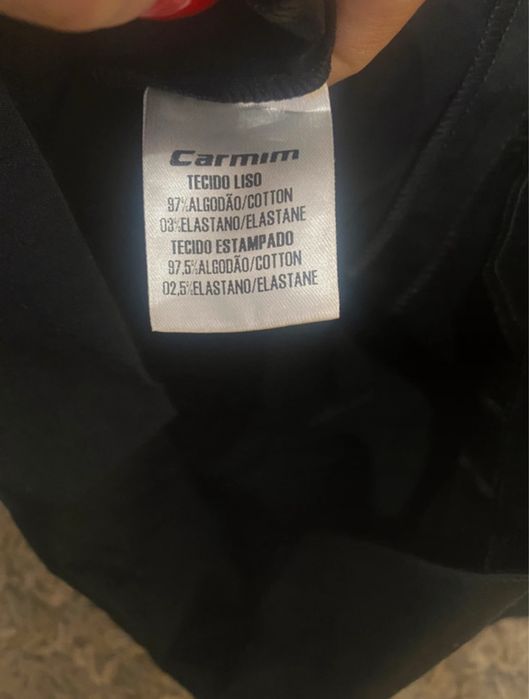 Carmim
TECIDO LISO
97%ALGODÃO/COTTON
03%ELASTANO/ELASTANE
TECIDO ESTAMPADO
97,5%ALGODÃO/COTTON
02,5%ELASTANO/ELASTANE